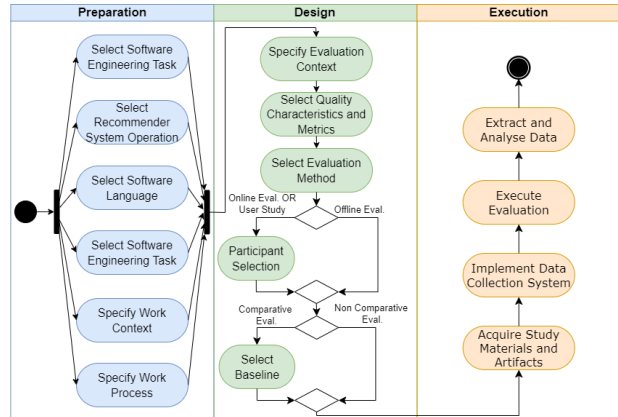 Preparation
Design
Execution
Select Software
Engineering Task
Select
Recommender
System Operation
Select Software
Language
Select Software
Engineering Task
Specify Work
Context
Specify Work
Process
Specify Evaluation
Context
Select Quality
Characteristics and
Metrics
Select Evaluation
Method
Online Eval. OR
User Study
Offline Eval.
Participant
Selection
Comparative
Eval.
Non Comparative
Eval.
Select
Baseline
Extract and
Analyse Data
Execute
Evaluation
Implement Data
Collection System
Acquire Study
Materials and
Artifacts